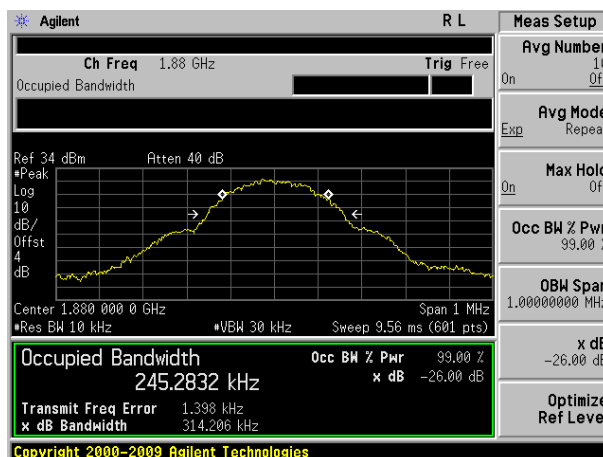 Agilent R L
Ch Freq 1.88 GHz Trig Free
Occupied Bandwidth
Ref 34 dBm Atten 40 dB
#Peak
Log
10
dB/
Offst
4
dB
Center 1.880 000 0 GHz Span 1 MHz
#Res BW 10 kHz #VBW 30 kHz Sweep 9.56 ms (601 pts)
Occupied Bandwidth Occ BW % Pwr 99.00 %
245.2832 kHz x dB -26.00 dB
Transmit Freq Error 1.398 kHz
x dB Bandwidth 314.206 kHz
Copyright 2000-2009 Agilent Technologies
Meas Setup
Avg Number
On
Avg Mode
Exp Repea
Max Hold
On Of
Occ BW % Pwr
99.00 %
OBW Span
1.00000000 MHz
x dB
-26.00 dB
Optimize
Ref Level